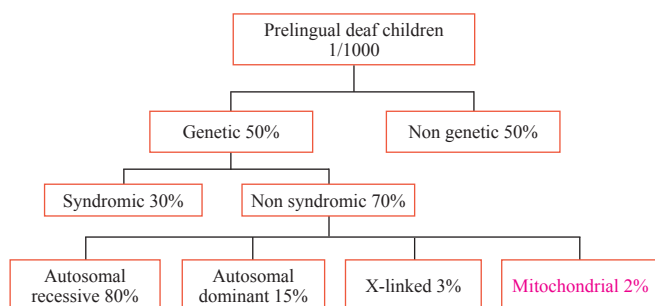 Prelingual deaf children
1/1000
Genetic 50%
Non genetic 50%
Syndromic 30%
Non syndromic 70%
Autosomal
recessive 80%
Autosomal
dominant 15%
X-linked 3%
Mitochondrial 2%